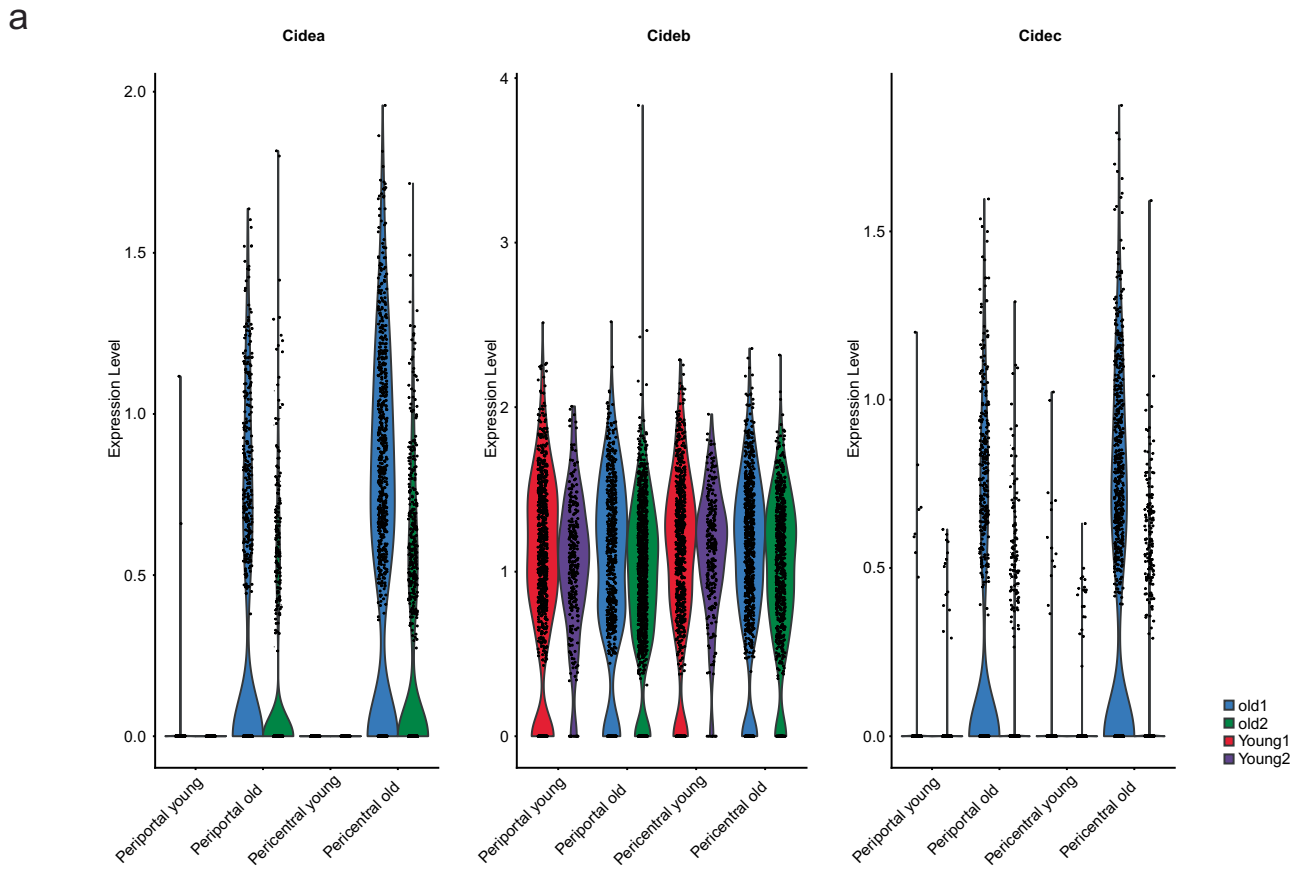 a
Cidea
Cideb
Cidec
Expression Level
2.0
1.5
1.0
0.5
0.0
Periportal young
Periportal old
Pericentral young
Pericentral old
Expression Level
4
3
2
1
0
Periportal young
Periportal old
Pericentral young
Pericentral old
Expression Level
1.5
1.0
0.5
0.0
Periportal young
Periportal old
Pericentral young
Pericentral old
old1
old2
Young1
Young2